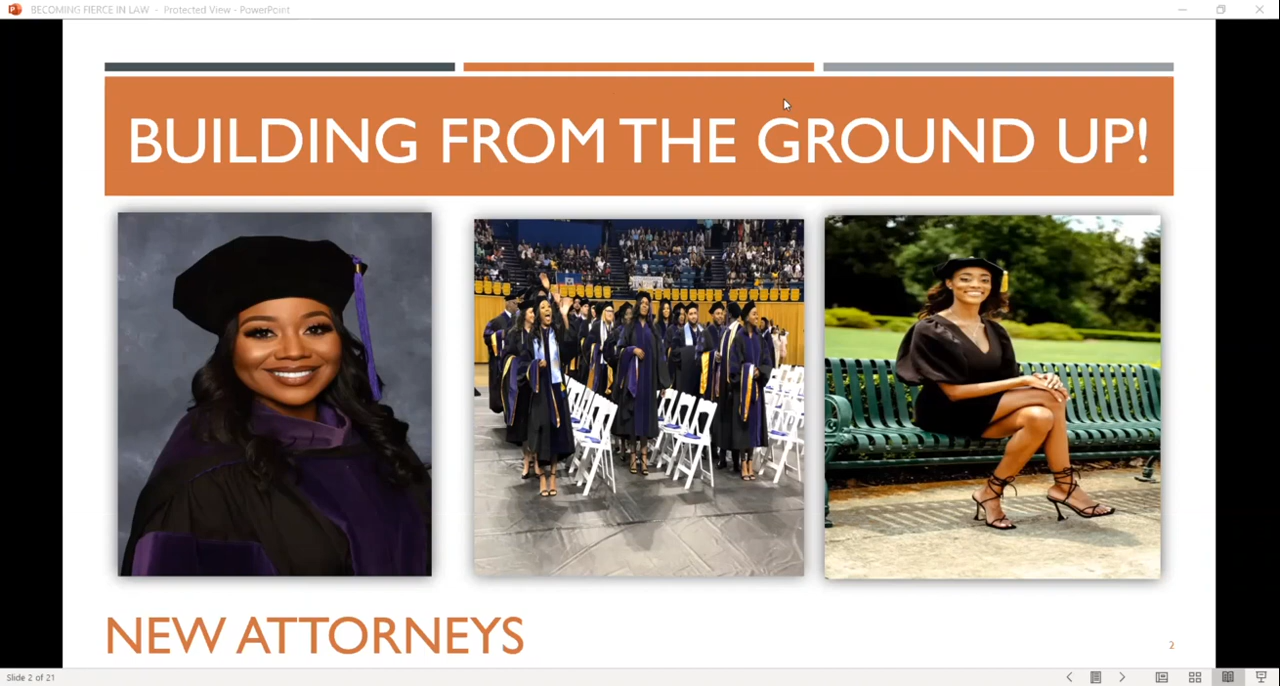 BECOMING FIERCE IN LAW - Protected View - PowerPoint
BUILDING FROM THE GROUND UP!
NEW ATTORNEYS
2
Slide 2 of 21